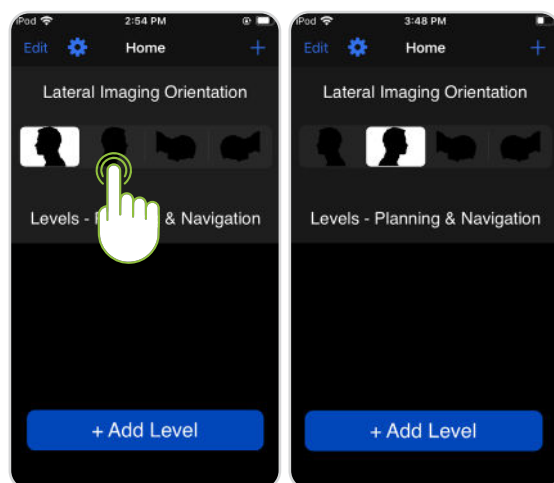 iPod 2:54 PM
Edit Home +
Lateral Imaging Orientation
Levels - P & Navigation
+ Add Level
iPod 3:48 PM
Edit Home +
Lateral Imaging Orientation
Levels - Planning & Navigation
+ Add Level